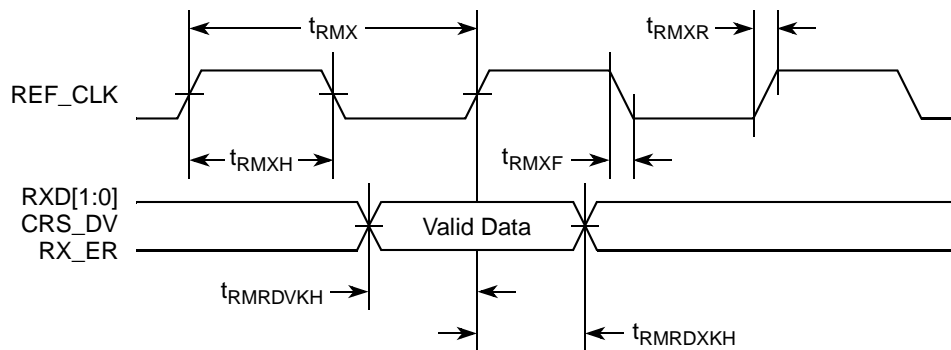 tRMX
tRMXR
REF_CLK
tRMXH
tRMXF
RXD[1:0]
CRS_DV
RX_ER
Valid Data
tRMRDVKH
tRMRDXKH